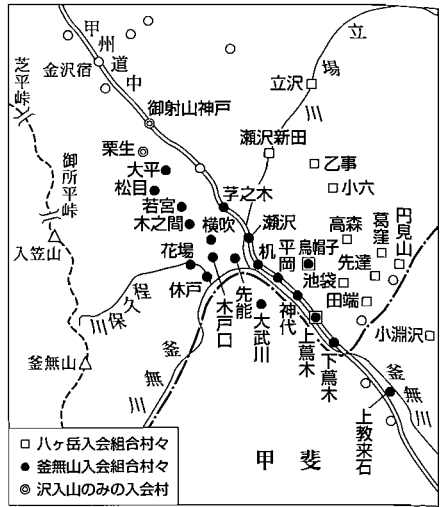 甲州道中
立場川
芝平峠
金沢宿
立沢
御射山神戸
御所平峠
瀬沢新田
栗生
乙事
大平
小六
松目
芓之木
若宮
横吹
瀬沢
高森
葛窪
円見山
木之間
机
平岡
烏帽子
先達
入笠山
花場
池袋
田端
程久保川
休戸
木戸口
先能
大武川
神代
上蔦木
下蔦木
小淵沢
釜無山
釜無川
釜無川
上教来石
甲斐
□八ヶ岳入会組合村々
●釜無山入会組合村々
◎沢入山のみの入会村